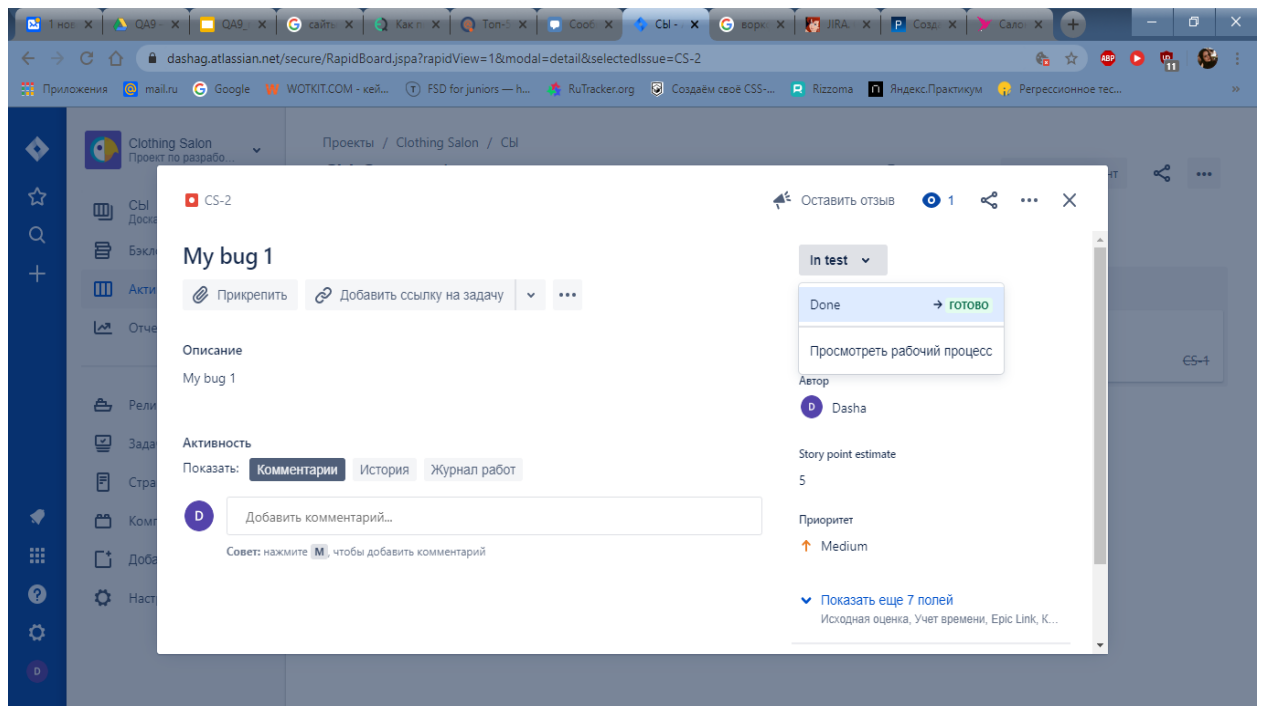 1 нов
QA9 -
QA9_
сайты
Как п
Топ-
Сооб
СЫ -
ворк
JIRA.
Созд
Сало
dashag.atlassian.net/secure/RapidBoard.jspa?rapidView=1&modal=detail&selectedIssue=CS-2
ABP
11
Приложения
mail.ru
Google
WOTKIT.COM - кей...
FSD for juniors — h...
RuTracker.org
Создаём своё CSS-...
Rizzoma
Яндекс.Практикум
Регрессионное тес...
»
Clothing Salon
Проект по разрабо...
Проекты / Clothing Salon / СЫ
СЫ
Доска
Бэкл
Акти
Отче
Рели
Зада
Стра
Комп
Доба
Наст
D
CS-2
Оставить отзыв
1
My bug 1
Прикрепить
Добавить ссылку на задачу
Описание
My bug 1
Активность
Показать: Комментарии История Журнал работ
D
Добавить комментарий...
Совет: нажмите M, чтобы добавить комментарий
In test
Done → ГОТОВО
Просмотреть рабочий процесс
Автор
D Dasha
Story point estimate
5
Приоритет
Medium
Показать еще 7 полей
Исходная оценка, Учет времени, Epic Link, К...
нт
CS-1